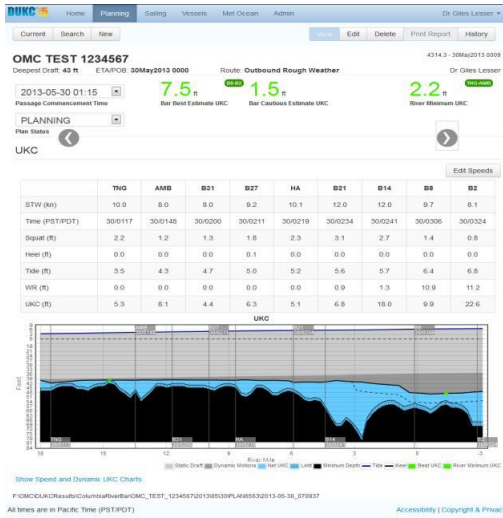 DUKC
Home Planning Sailing Vessels Met Ocean Admin Dr Giles Lesser
Current Search New View Edit Delete Print Report History
OMC TEST 1234567
4314.3 - 30May2013 0009
Deepest Draft: 43 ft ETA/POB: 30May2013 0000 Route: Outbound Rough Weather Dr Giles Lesser
2013-05-30 01:15 7.5 ft B8-B2 1.5 ft 2.2 ft TNG-AMB
Passage Commencement Time Bar Best Estimate UKC Bar Cautious Estimate UKC River Minimum UKC
PLANNING
Plan Status
UKC
Edit Speeds
TNG AMB B31 B27 HA B21 B14 B8 B2
STW (kn) 10.0 8.0 8.0 9.2 10.1 12.0 12.0 9.7 8.1
Time (PST/PDT) 30/0117 30/0148 30/0200 30/0211 30/0219 30/0234 30/0241 30/0306 30/0324
Squat (ft) 2.2 1.2 1.3 1.8 2.3 3.1 2.7 1.4 0.8
Heel (ft) 0.0 0.0 0.0 0.1 0.0 0.0 0.0 0.0 0.0
Tide (ft) 3.5 4.3 4.7 5.0 5.2 5.6 5.7 6.4 6.8
WR (ft) 0.0 0.0 0.0 0.0 0.0 0.0 0.9 1.3 10.9 11.2
UKC (ft) 5.3 8.1 4.4 6.3 5.1 6.8 18.0 9.9 22.6
UKC
Feet
TNG B31 HA B14
18 15 12 9 6 3 0 -3
River Mile
Static Draft Dynamic Motions Net UKC Limit Minimum Depth Tide Keel Best UKC River Minimum UKC
Show Speed and Dynamic UKC Charts
All times are in Pacific Time (PST/PDT) Accessibility | Copyright & Privac